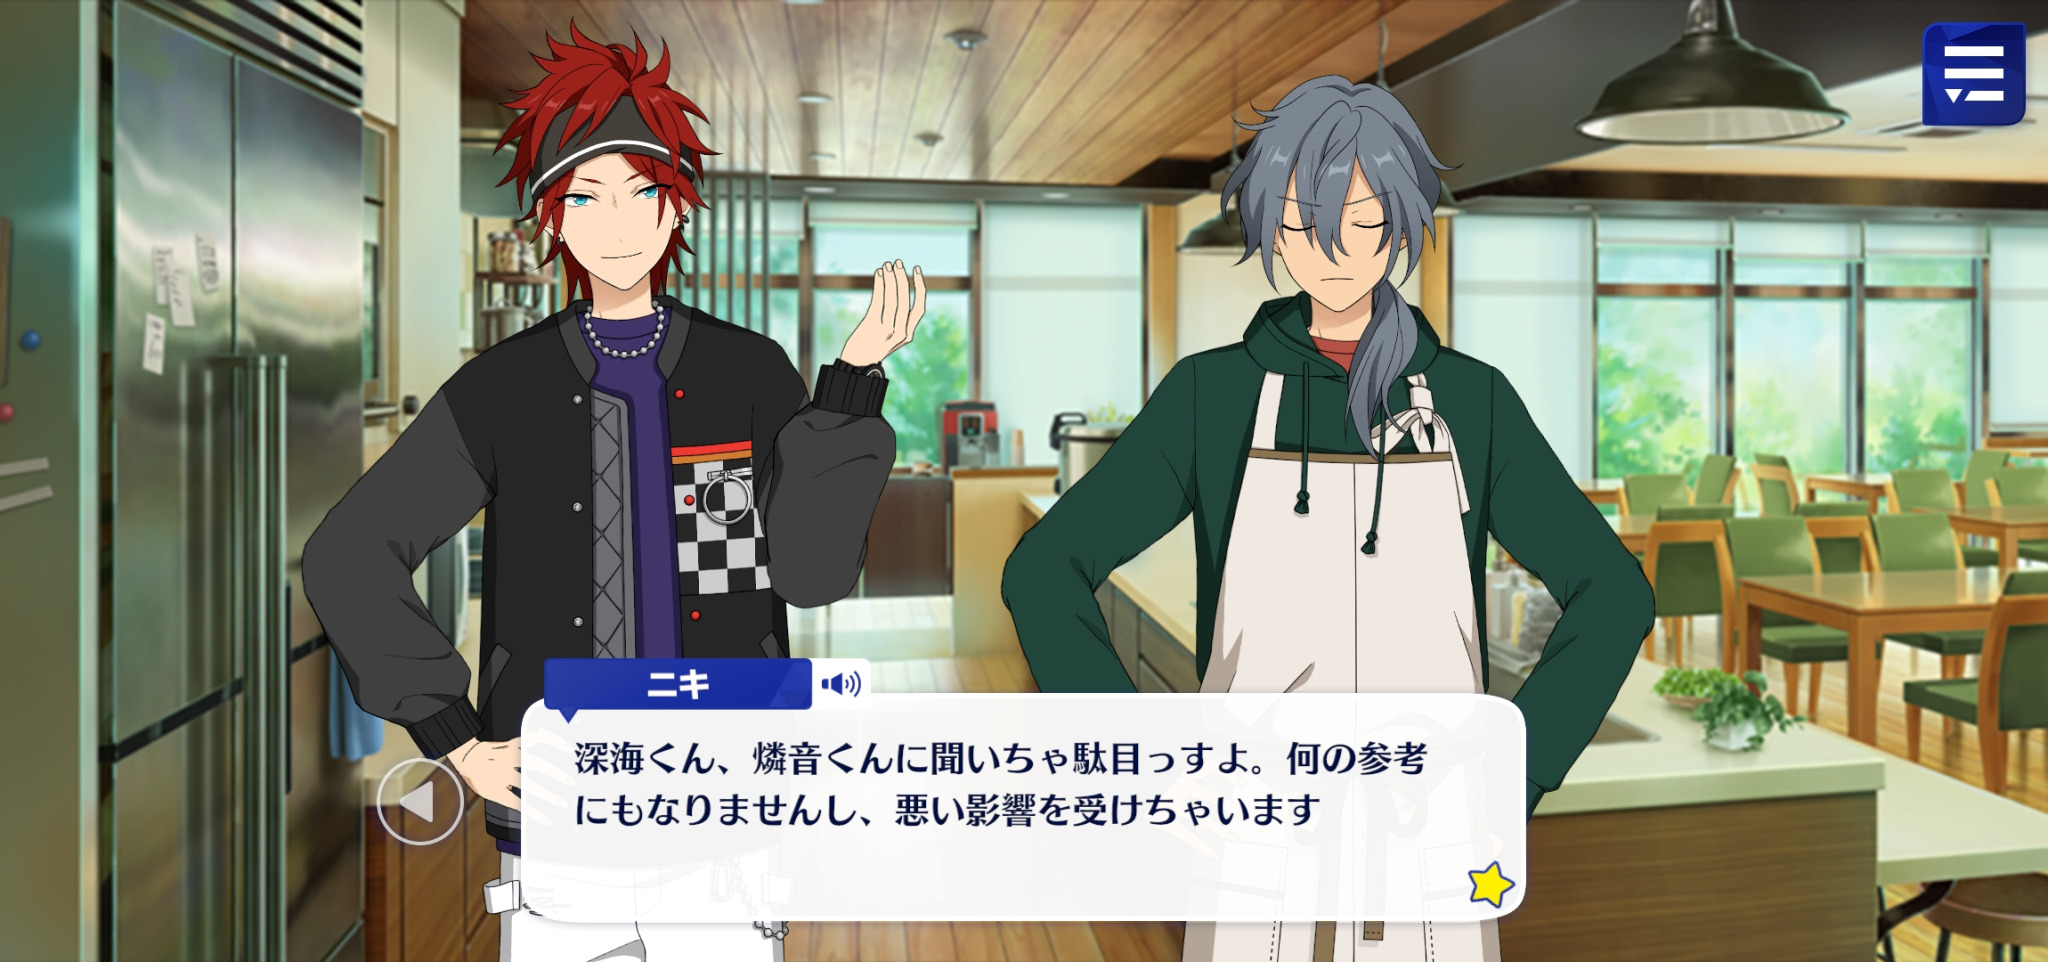 ニキ
深海くん、燐音くんに聞いちゃ駄目っすよ。何の参考
にもなりませんし、悪い影響を受けちゃいます